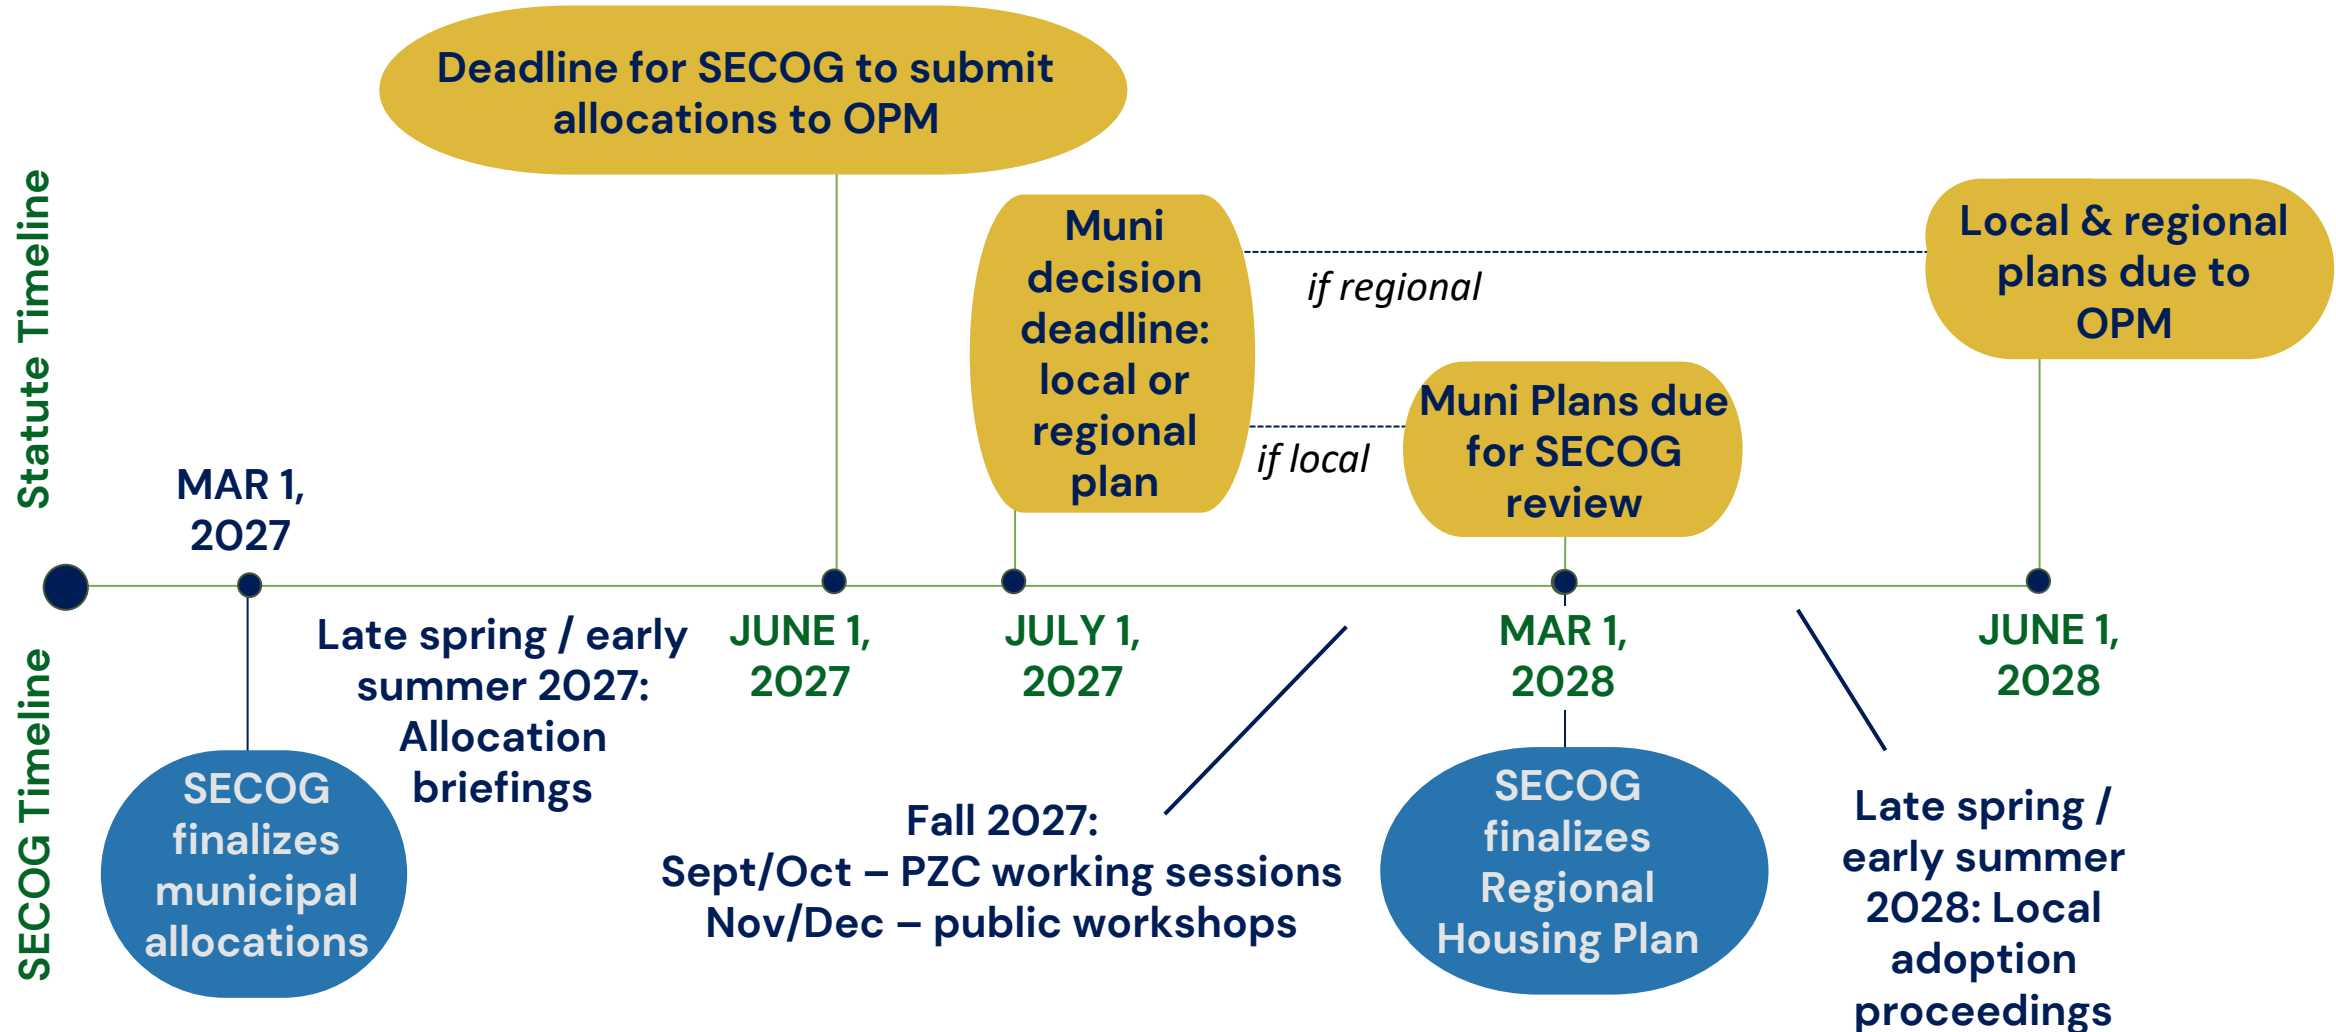 Deadline for SECOG to submit
allocations to OPM
Statute Timeline
Muni
decision
deadline:
local or
regional
plan
if regional
if local
Local & regional
plans due to
OPM
Muni Plans due
for SECOG
review
MAR 1,
2027
SECOG Timeline
Late spring / early
summer 2027:
Allocation
briefings
JUNE 1,
2027
JULY 1,
2027
MAR 1,
2028
JUNE 1,
2028
SECOG
finalizes
municipal
allocations
Fall 2027:
Sept/Oct – PZC working sessions
Nov/Dec – public workshops
SECOG
finalizes
Regional
Housing Plan
Late spring /
early summer
2028: Local
adoption
proceedings